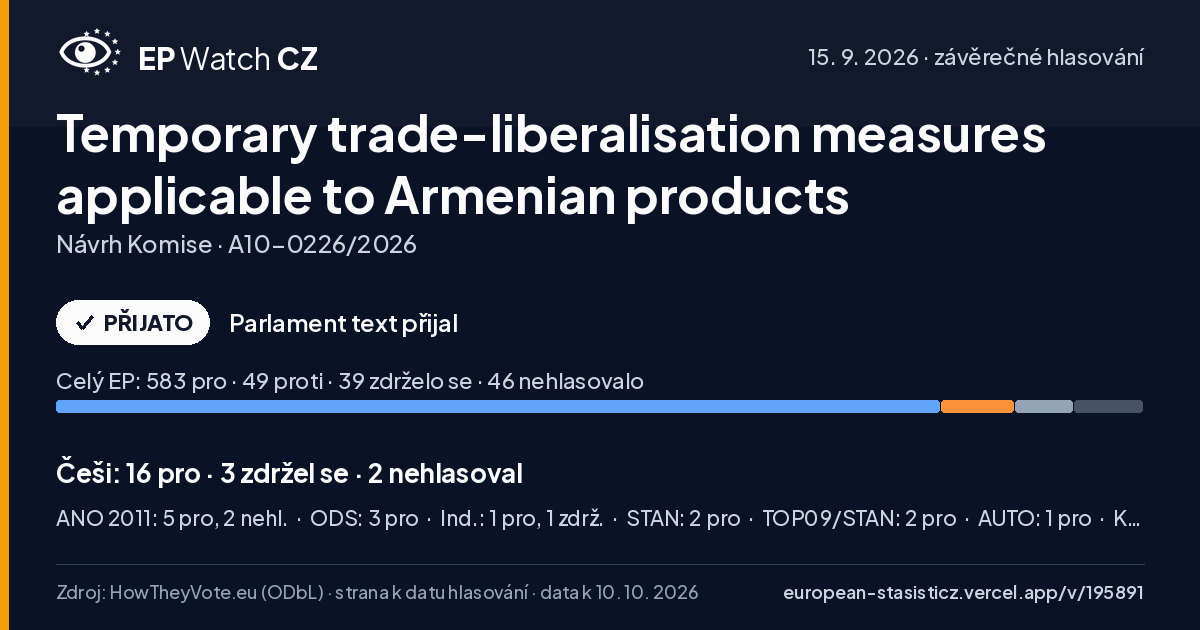 EP Watch CZ
15. 9. 2026 · závěrečné hlasování
Temporary trade-liberalisation measures
applicable to Armenian products
Návrh Komise · A10-0226/2026
✓ PŘIJATO Parlament text přijal
Celý EP: 583 pro · 49 proti · 39 zdrželo se · 46 nehlasovalo
Češi: 16 pro · 3 zdržel se · 2 nehlasoval
ANO 2011: 5 pro, 2 nehl. · ODS: 3 pro · Ind.: 1 pro, 1 zdrž. · STAN: 2 pro · TOP09/STAN: 2 pro · AUTO: 1 pro · K…
Zdroj: HowTheyVote.eu (ODbL) · strana k datu hlasování · data k 10. 10. 2026
european-stasisticz.vercel.app/v/195891